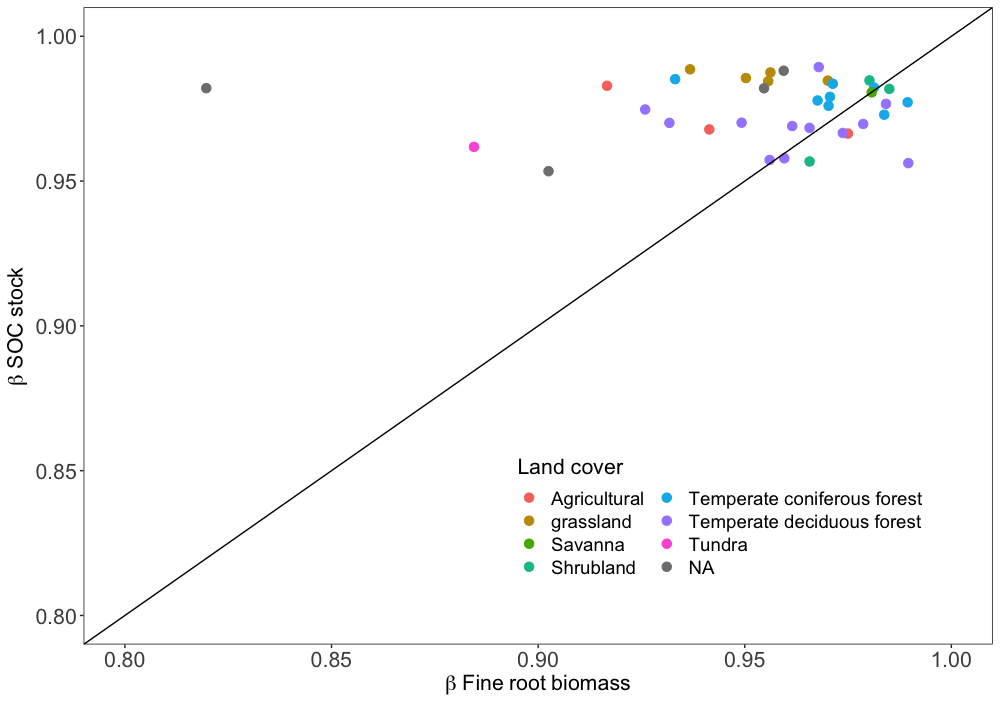 1.00
0.95
0.90
0.85
0.80
β SOC stock
Land cover
Agricultural
grassland
Savanna
Shrubland
Temperate coniferous forest
Temperate deciduous forest
Tundra
NA
0.80 0.85 0.90 0.95 1.00
β Fine root biomass